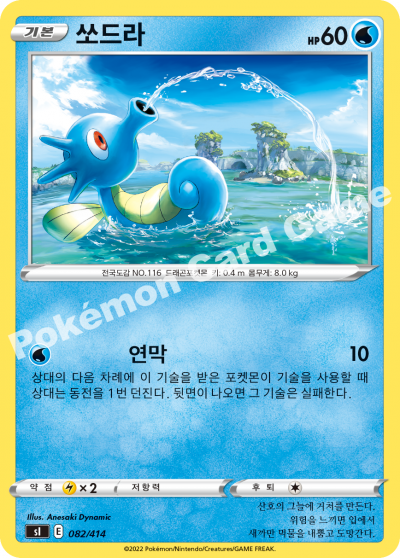 기본 쏘드라 HP60
전국도감 NO.116 드래곤포켓몬 키: 0.4 m 몸무게: 8.0 kg
Pokémon Card Game
연막 10
상대의 다음 차례에 이 기술을 받은 포켓몬이 기술을 사용할 때
상대는 동전을 1번 던진다. 뒷면이 나오면 그 기술은 실패한다.
약점 ×2 저항력 후퇴
Illus. Anesaki Dynamic
sI E 082/414
산호의 그늘에 거처를 만든다.
위험을 느끼면 입에서
새까만 먹물을 내뿜고 도망간다.
©2022 Pokémon/Nintendo/Creatures/GAME FREAK.